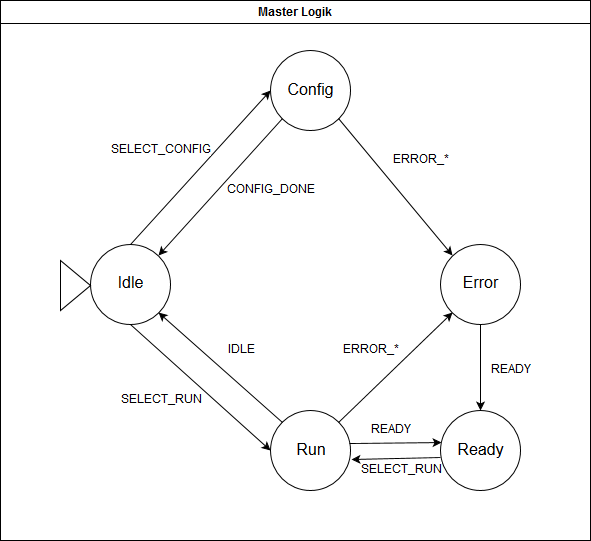 Master Logik
Config
SELECT_CONFIG
ERROR_*
CONFIG_DONE
Idle
Error
IDLE
ERROR_*
READY
SELECT_RUN
READY
Run
Ready
SELECT_RUN